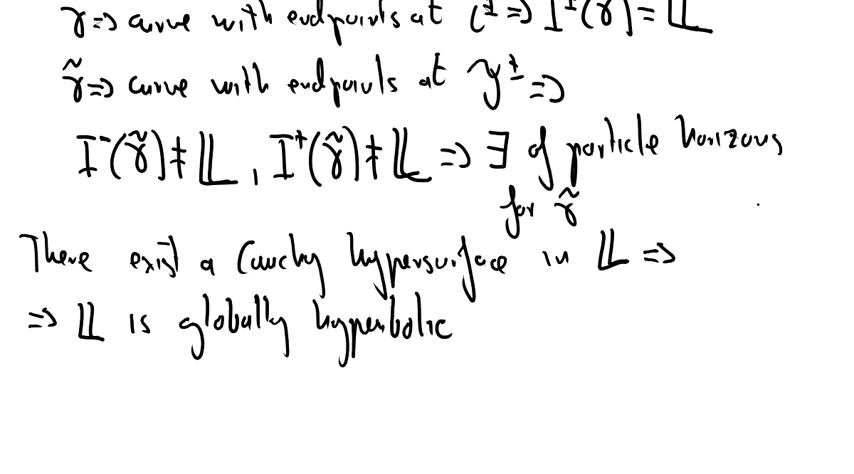 γ => curve with endpoints at i^± => I^±(γ) = 𝕃
γ̃ => curve with endpoints at 𝒥^± =>
I^-(γ̃) ≠ 𝕃, I^+(γ̃) ≠ 𝕃 => ∃ of particle horizons
for γ̃
There exist a Cauchy hypersurface in 𝕃 =>
=> 𝕃 is globally hyperbolic